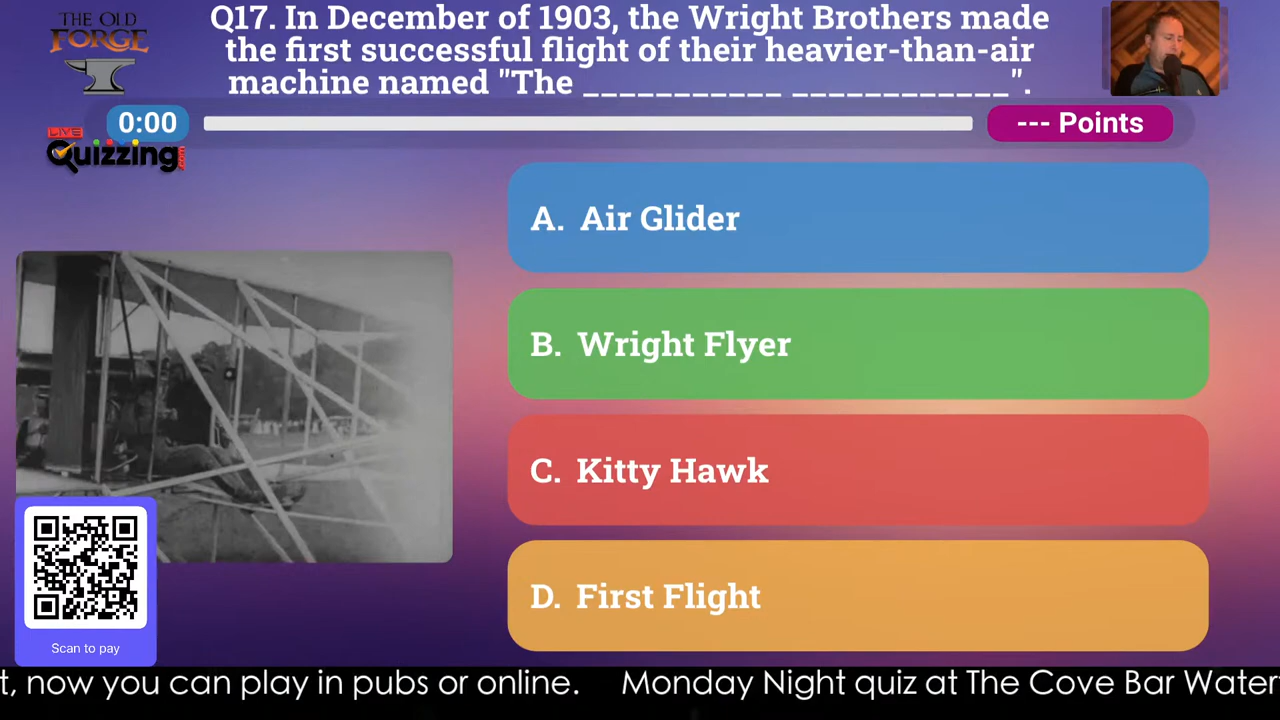 THE OLD
FORGE
Q17. In December of 1903, the Wright Brothers made
the first successful flight of their heavier-than-air
machine named "The ___________ ____________".
0:00
--- Points
LIVE
Quizzing.com
A. Air Glider
B. Wright Flyer
C. Kitty Hawk
D. First Flight
Scan to pay
t, now you can play in pubs or online. Monday Night quiz at The Cove Bar Water